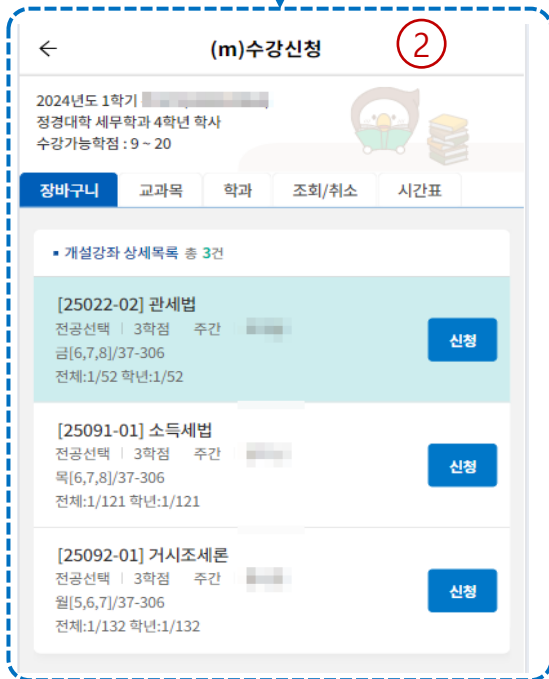 (m)수강신청
2
2024년도 1학기
정경대학 세무학과 4학년 학사
수강가능학점 : 9 ~ 20
장바구니 교과목 학과 조회/취소 시간표
개설강좌 상세목록 총 3건
[25022-02] 관세법
전공선택 3학점 주간
금[6,7,8]/37-306
전체:1/52 학년:1/52
신청
[25091-01] 소득세법
전공선택 3학점 주간
목[6,7,8]/37-306
전체:1/121 학년:1/121
신청
[25092-01] 거시조세론
전공선택 3학점 주간
월[5,6,7]/37-306
전체:1/132 학년:1/132
신청